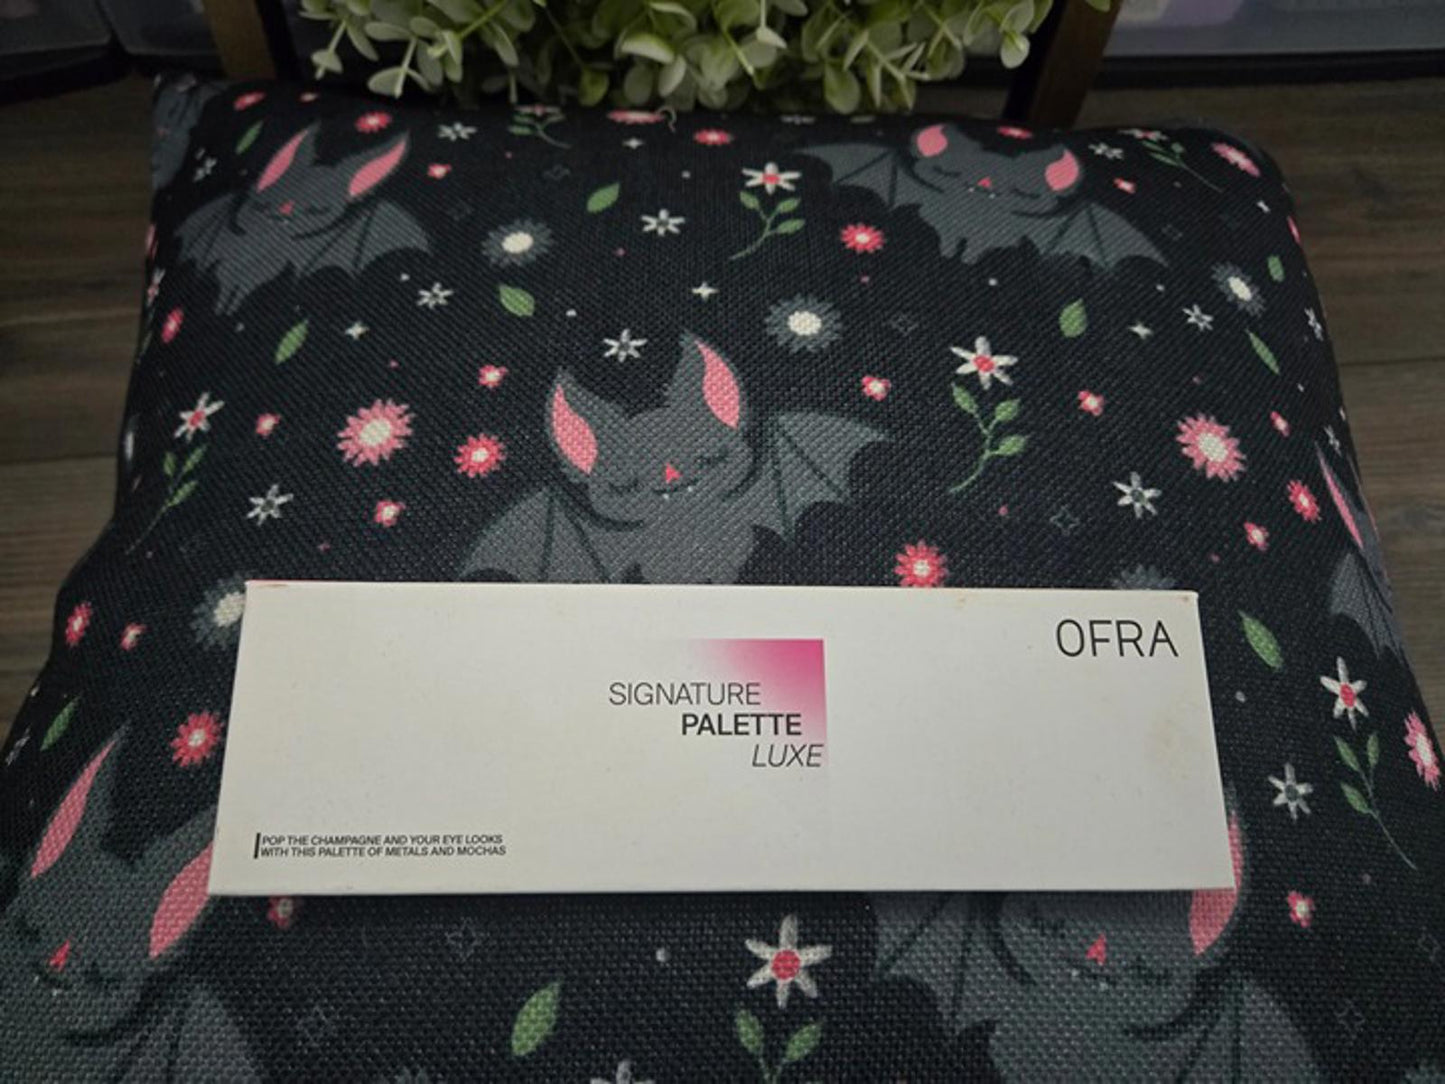 OFRA
SIGNATURE
PALETTE
LUXE
POP THE CHAMPAGNE AND YOUR EYE LOOKS
WITH THIS PALETTE OF METALS AND MOCHAS